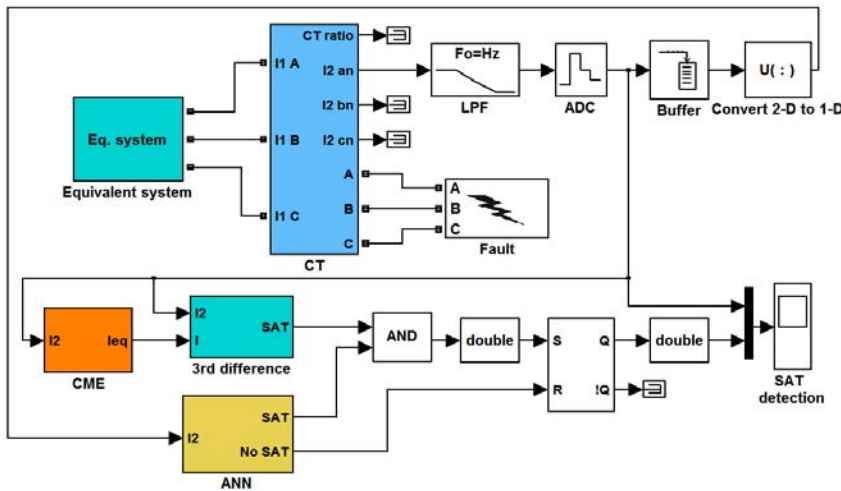 CT ratio
I1 A
I2 an
Fo=Hz
LPF
ADC
Buffer
U( : )
Convert 2-D to 1-D
Eq. system
Equivalent system
I2 bn
I1 B
I2 cn
A
B
I1 C
C
CT
A
B
C
Fault
I2
Ieq
CME
I2
I
SAT
3rd difference
AND
double
S
Q
R
!Q
double
SAT
detection
I2
SAT
No SAT
ANN